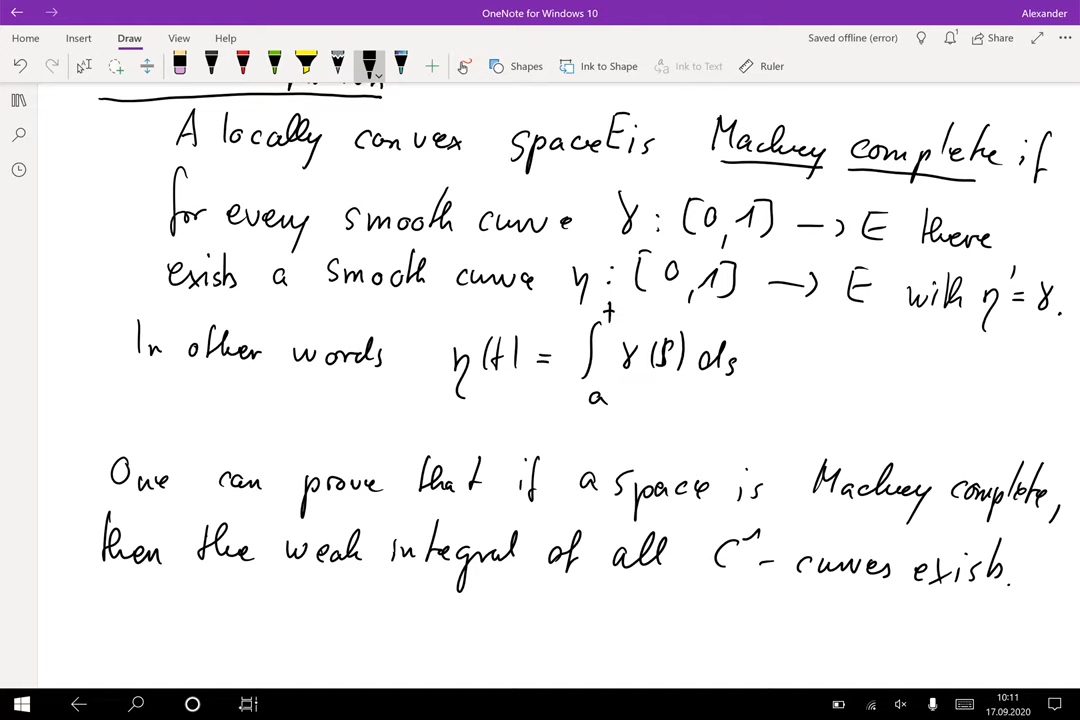 OneNote for Windows 10
Alexander
Home Insert Draw View Help
Saved offline (error)
Share
Shapes
Ink to Shape
Ink to Text
Ruler
A locally convex space E is Mackey complete if
for every smooth curve γ : [0,1] → E there
exists a smooth curve η : [0,1] → E with η' = γ.
In other words η(t) = ∫ₐᵗ γ(s) ds
One can prove that if a space is Mackey complete,
then the weak integral of all C¹- curves exists.
10:11
17.09.2020